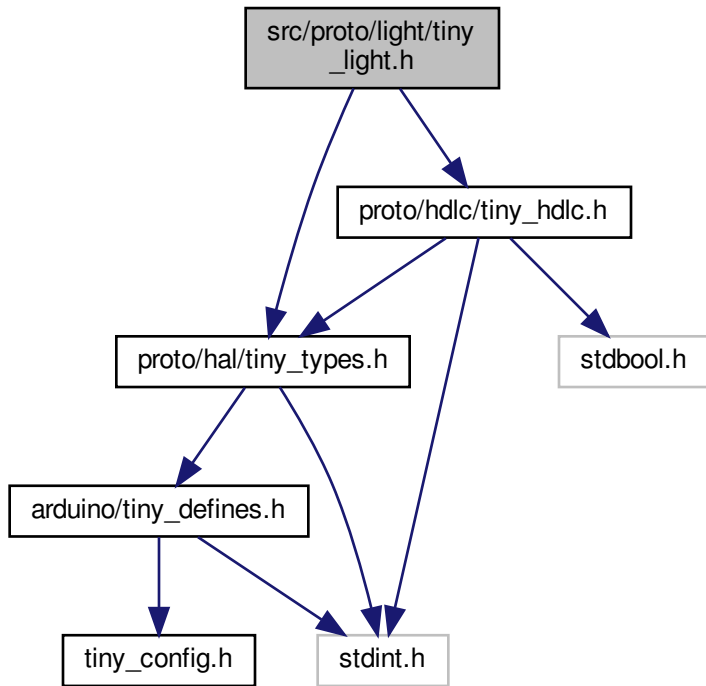 src/proto/light/tiny
_light.h
proto/hdlc/tiny_hdlc.h
proto/hal/tiny_types.h
stdbool.h
arduino/tiny_defines.h
tiny_config.h
stdint.h